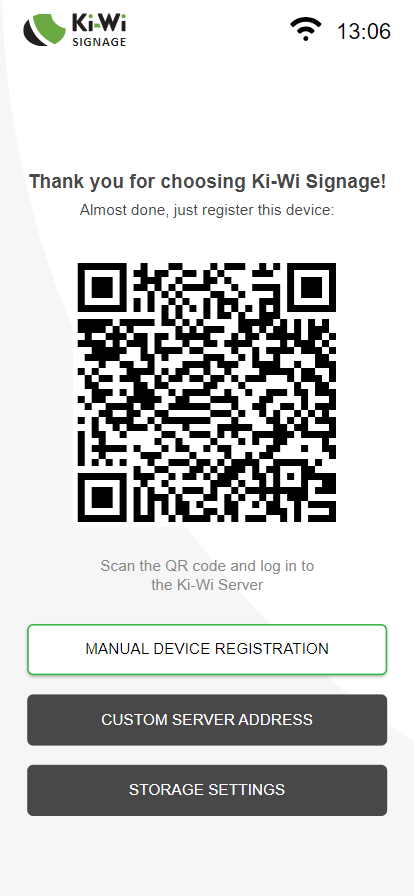 Ki-Wi
SIGNAGE
13:06
Thank you for choosing Ki-Wi Signage!
Almost done, just register this device:
Scan the QR code and log in to
the Ki-Wi Server
MANUAL DEVICE REGISTRATION
CUSTOM SERVER ADDRESS
STORAGE SETTINGS